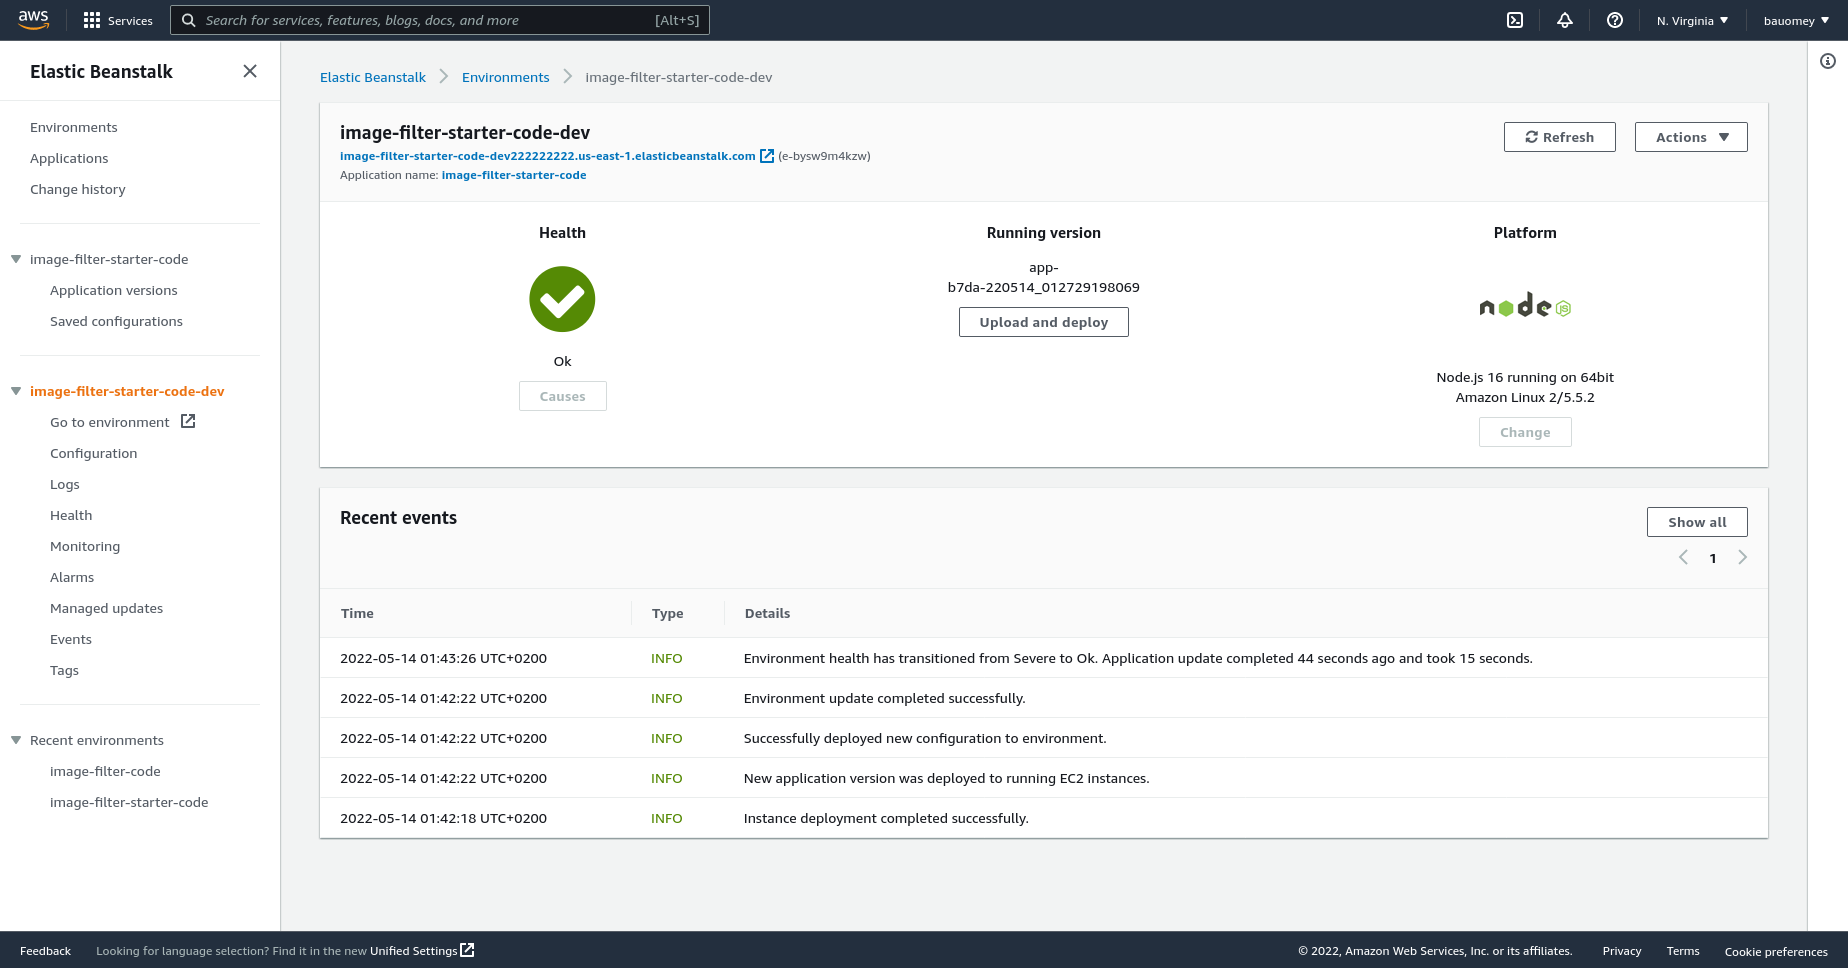 aws
Services
Search for services, features, blogs, docs, and more [Alt+S]
N. Virginia ▼
bauomey ▼
Elastic Beanstalk
Environments
Applications
Change history
image-filter-starter-code
Application versions
Saved configurations
image-filter-starter-code-dev
Go to environment
Configuration
Logs
Health
Monitoring
Alarms
Managed updates
Events
Tags
Recent environments
image-filter-code
image-filter-starter-code
Elastic Beanstalk > Environments > image-filter-starter-code-dev
image-filter-starter-code-dev
image-filter-starter-code-dev222222222.us-east-1.elasticbeanstalk.com (e-bysw9m4kzw)
Application name: image-filter-starter-code
Refresh
Actions ▼
Health
Ok
Causes
Running version
app-
b7da-220514_012729198069
Upload and deploy
Platform
node JS
Node.js 16 running on 64bit
Amazon Linux 2/5.5.2
Change
Recent events
Show all
< 1 >
Time Type Details
2022-05-14 01:43:26 UTC+0200 INFO Environment health has transitioned from Severe to Ok. Application update completed 44 seconds ago and took 15 seconds.
2022-05-14 01:42:22 UTC+0200 INFO Environment update completed successfully.
2022-05-14 01:42:22 UTC+0200 INFO Successfully deployed new configuration to environment.
2022-05-14 01:42:22 UTC+0200 INFO New application version was deployed to running EC2 instances.
2022-05-14 01:42:18 UTC+0200 INFO Instance deployment completed successfully.
Feedback
Looking for language selection? Find it in the new Unified Settings
© 2022, Amazon Web Services, Inc. or its affiliates.
Privacy
Terms
Cookie preferences